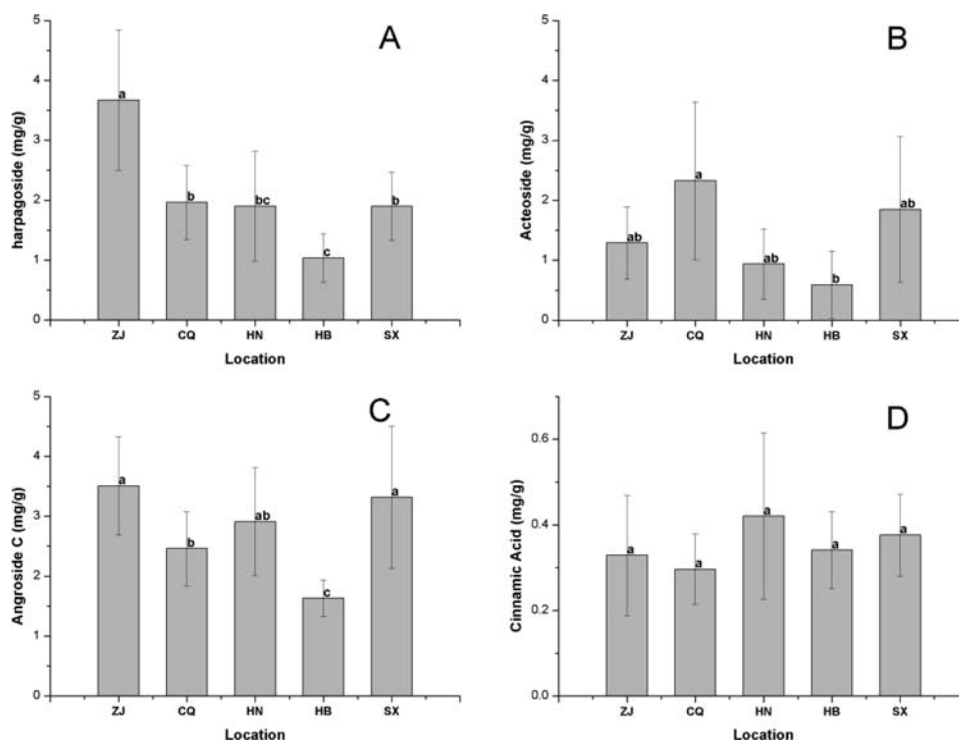 A
harpagoside (mg/g)
5
4
3
2
1
0
a
b
bc
c
b
ZJ
CQ
HN
HB
SX
Location
B
Acteoside (mg/g)
5
4
3
2
1
0
ab
a
ab
b
ab
ZJ
CQ
HN
HB
SX
Location
C
Angroside C (mg/g)
5
4
3
2
1
0
a
b
ab
c
a
ZJ
CQ
HN
HB
SX
Location
D
Cinnamic Acid (mg/g)
0.6
0.4
0.2
0.0
a
a
a
a
a
ZJ
CQ
HN
HB
SX
Location